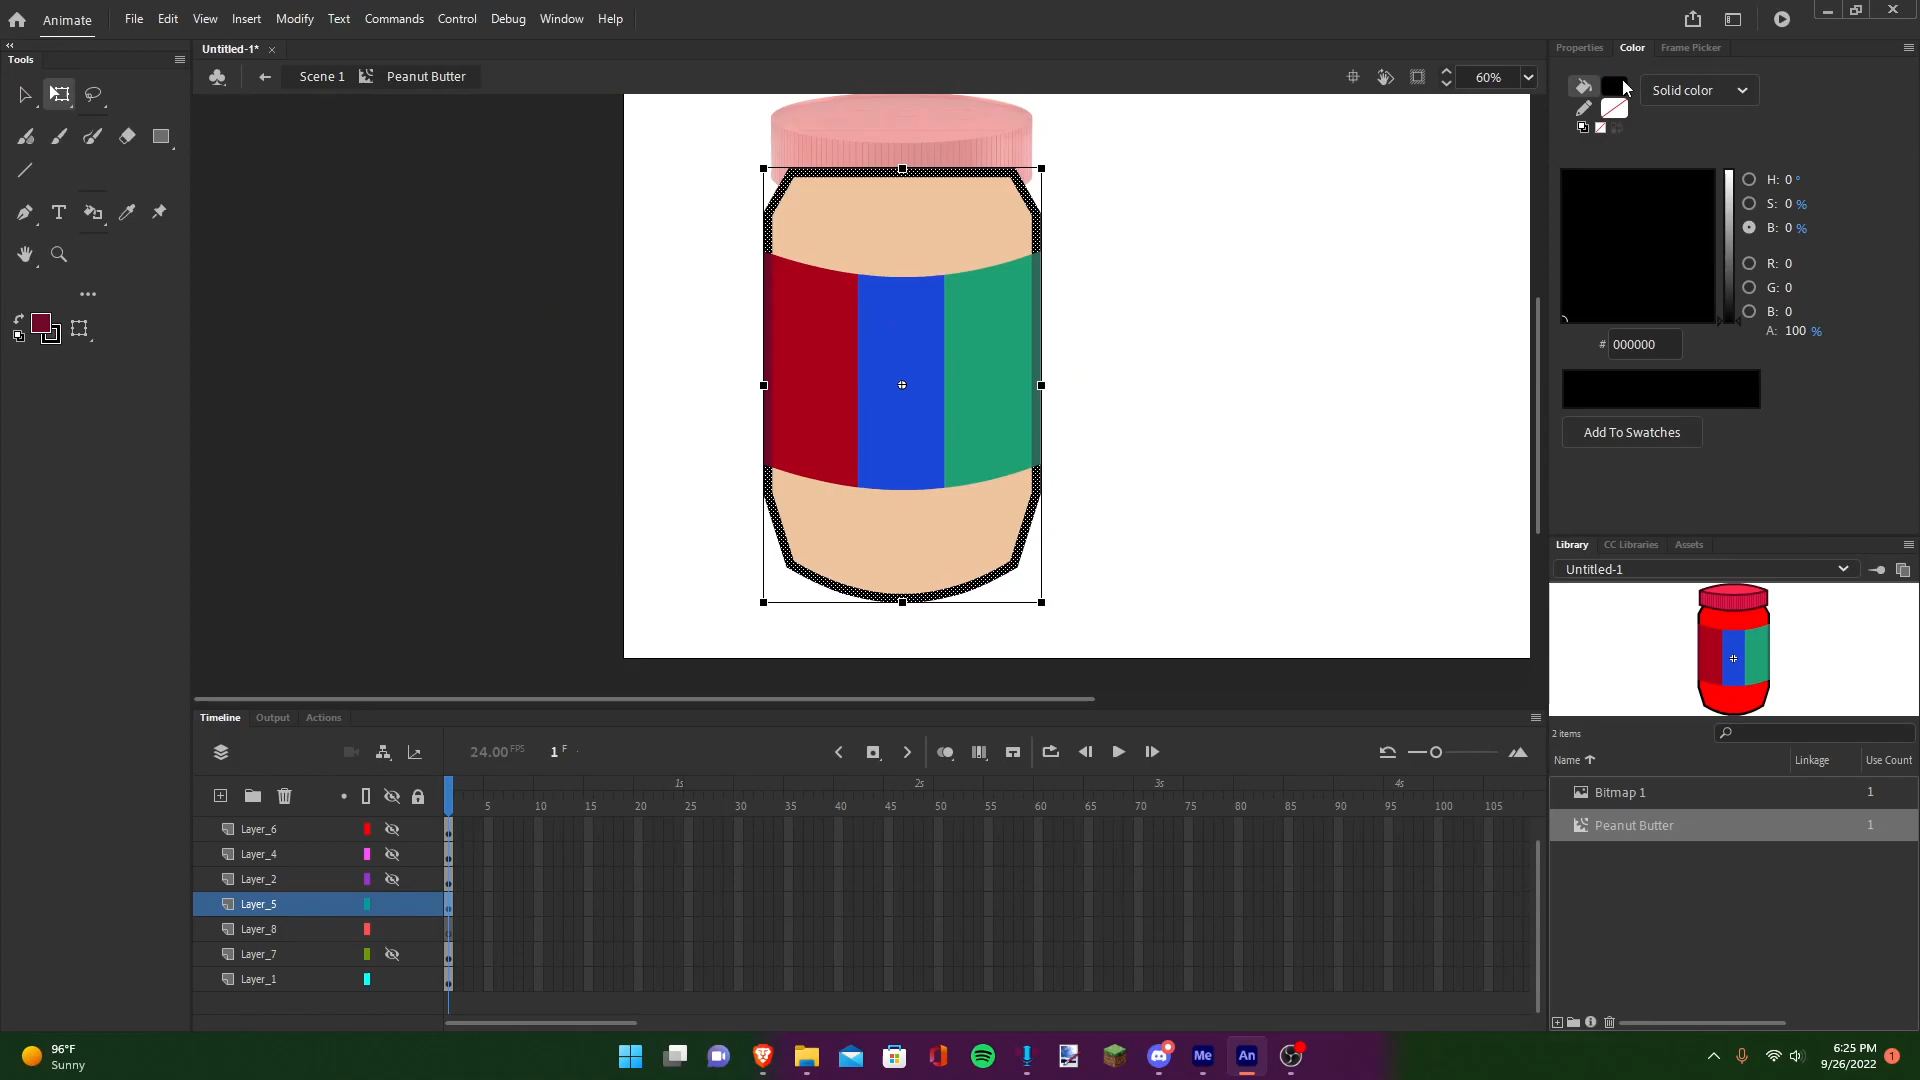 Animate File Edit View Insert Modify Text Commands Control Debug Window Help
Tools
Untitled-1* ×
Scene 1 Peanut Butter
60%
Properties Color Frame Picker
Solid color
H: 0 °
S: 0 %
B: 0 %
R: 0
G: 0
B: 0
A: 100 %
# 000000
Add To Swatches
Library CC Libraries Assets
Untitled-1
2 items
Name Linkage Use Count
Bitmap 1 1
Peanut Butter 1
Timeline Output Actions
24.00 FPS 1 F
1s 2s 3s 4s
5 10 15 20 25 30 35 40 45 50 55 60 65 70 75 80 85 90 95 100 105
Layer_6
Layer_4
Layer_2
Layer_5
Layer_8
Layer_7
Layer_1
96°F
Sunny
Me An
6:25 PM
9/26/2022
1